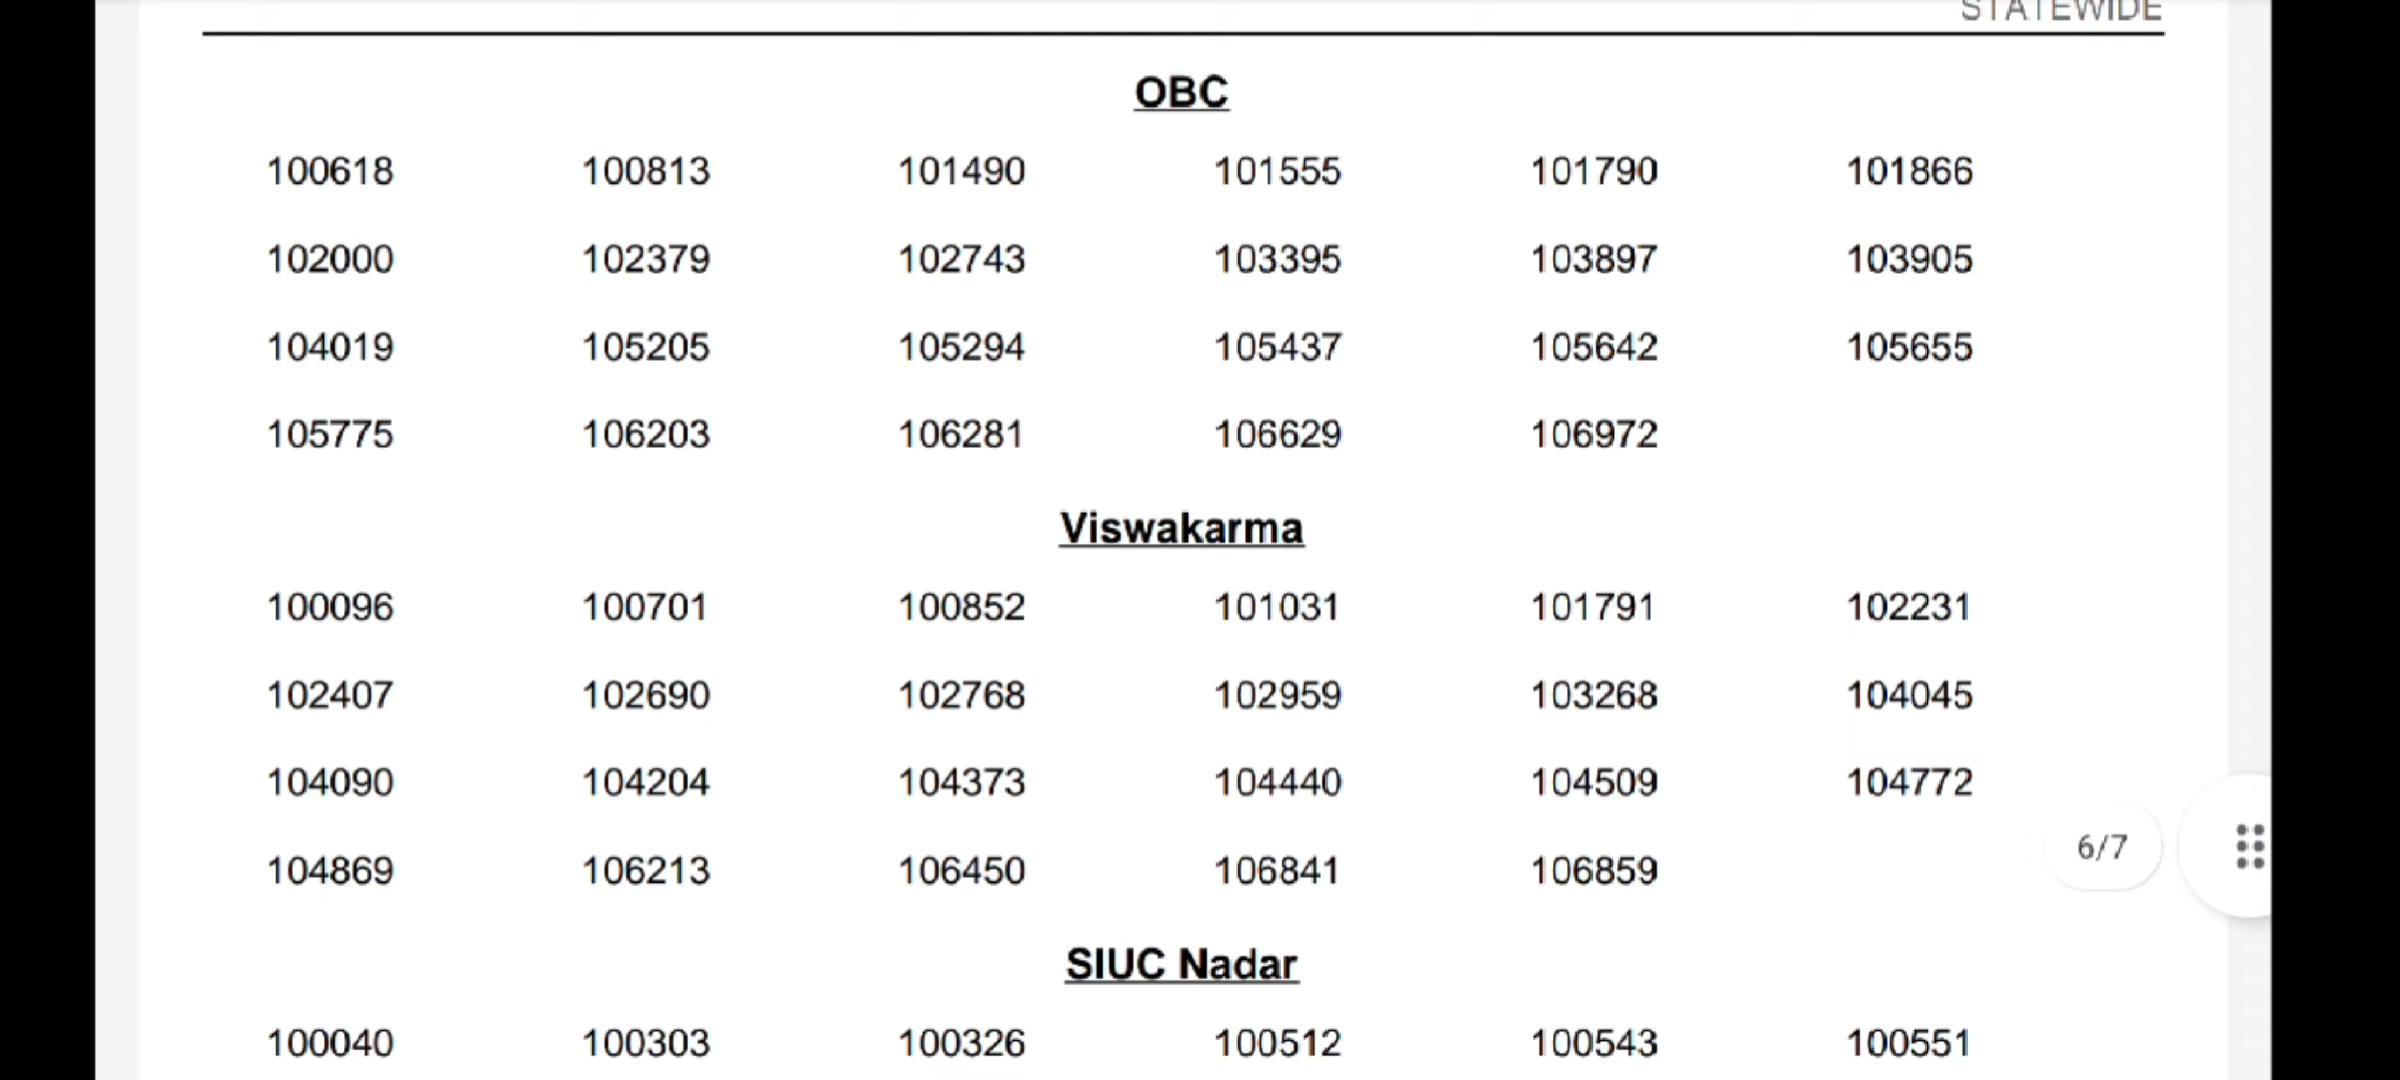 STATEWIDE
OBC
100618 100813 101490 101555 101790 101866
102000 102379 102743 103395 103897 103905
104019 105205 105294 105437 105642 105655
105775 106203 106281 106629 106972
Viswakarma
100096 100701 100852 101031 101791 102231
102407 102690 102768 102959 103268 104045
104090 104204 104373 104440 104509 104772
104869 106213 106450 106841 106859
6/7
SIUC Nadar
100040 100303 100326 100512 100543 100551